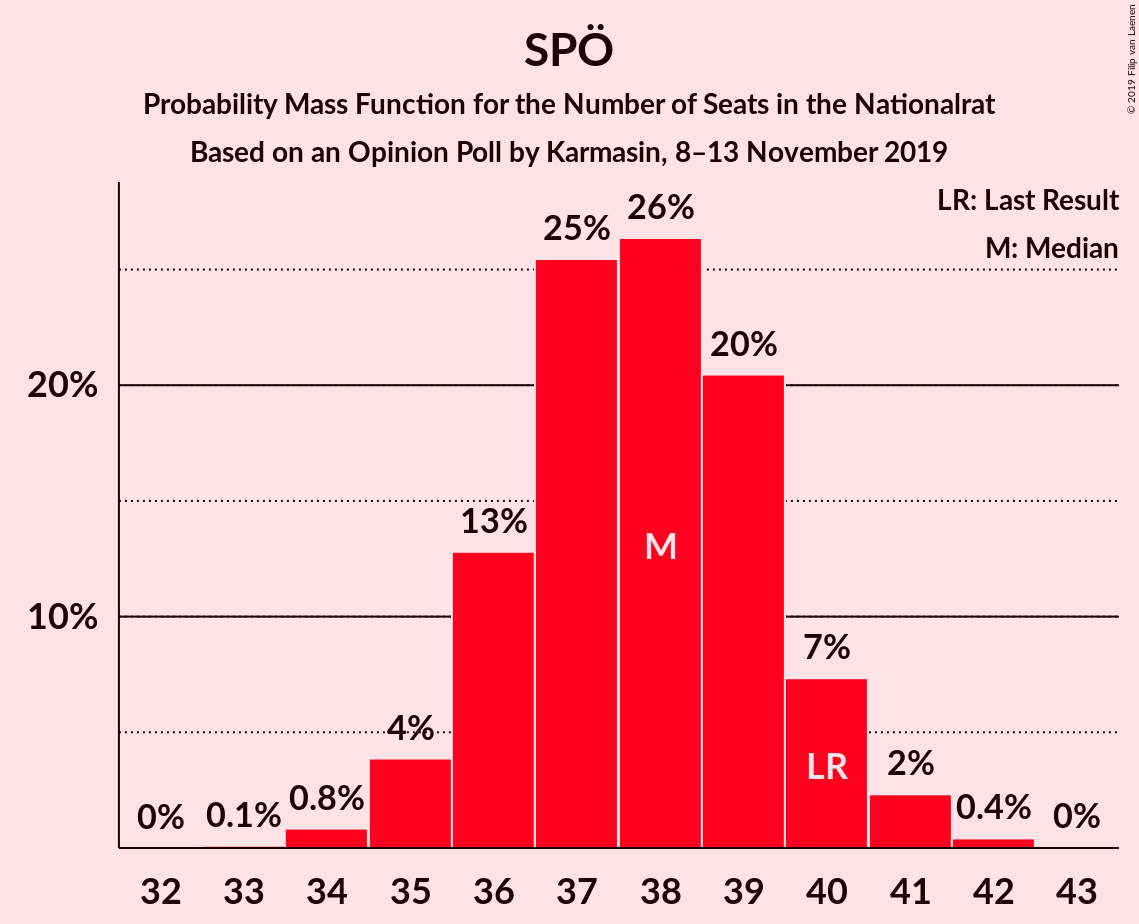 SPÖ
Probability Mass Function for the Number of Seats in the Nationalrat
Based on an Opinion Poll by Karmasin, 8–13 November 2019
© 2019 Filip van Laenen
LR: Last Result
M: Median
20%
10%
0%
0.1%
0.8%
4%
13%
25%
26%
20%
7%
2%
0.4%
0%
M
LR
32 33 34 35 36 37 38 39 40 41 42 43